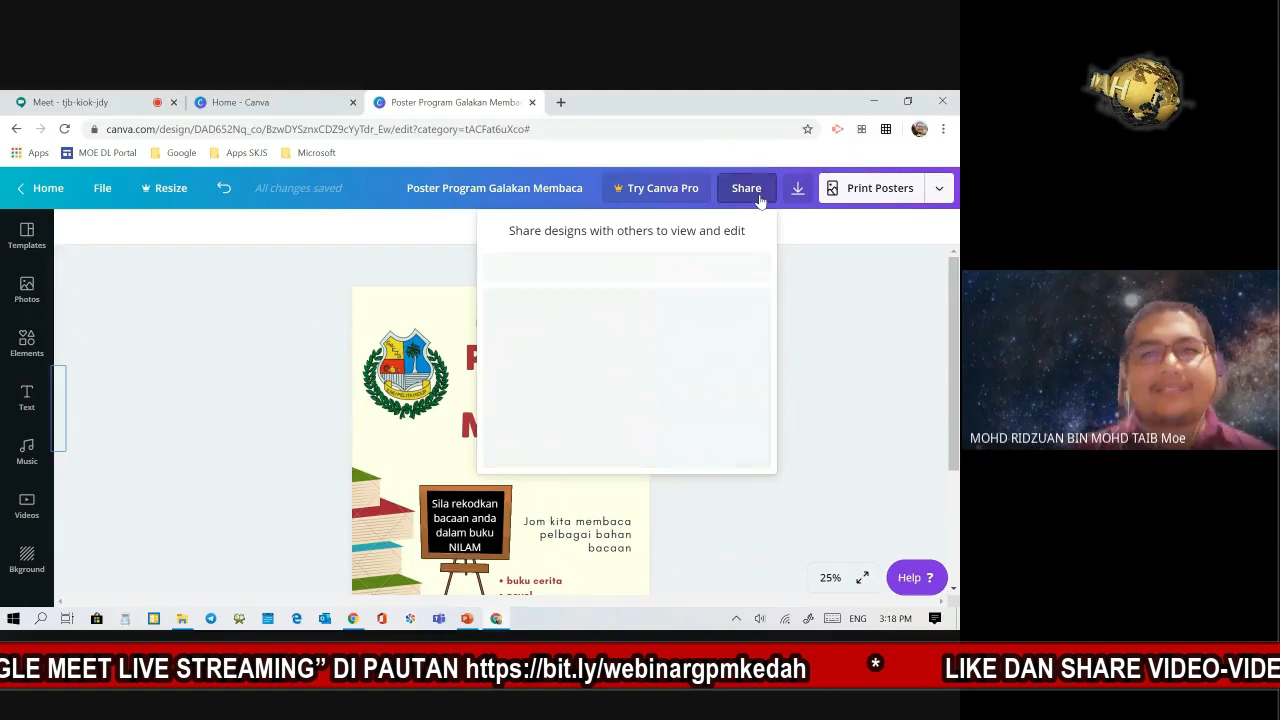 Meet - tjb-kiok-jdy
Home - Canva
Poster Program Galakan Memba
canva.com/design/DAD652Nq_co/BzwDYSznxCDZ9cYyTdr_Ew/edit?category=tACFat6uXco#
Apps MOE DL Portal Google Apps SKJS Microsoft
Home File Resize All changes saved Poster Program Galakan Membaca Try Canva Pro Share Print Posters
Share designs with others to view and edit
Templates
Photos
Elements
Text
Music
Videos
Bkground
Sila rekodkan
bacaan anda
dalam buku
NILAM
Jom kita membaca
pelbagai bahan
bacaan
• buku cerita
25%
Help ?
ENG 3:18 PM
MOHD RIDZUAN BIN MOHD TAIB Moe
GLE MEET LIVE STREAMING” DI PAUTAN https://bit.ly/webinargpmkedah * LIKE DAN SHARE VIDEO-VIDE